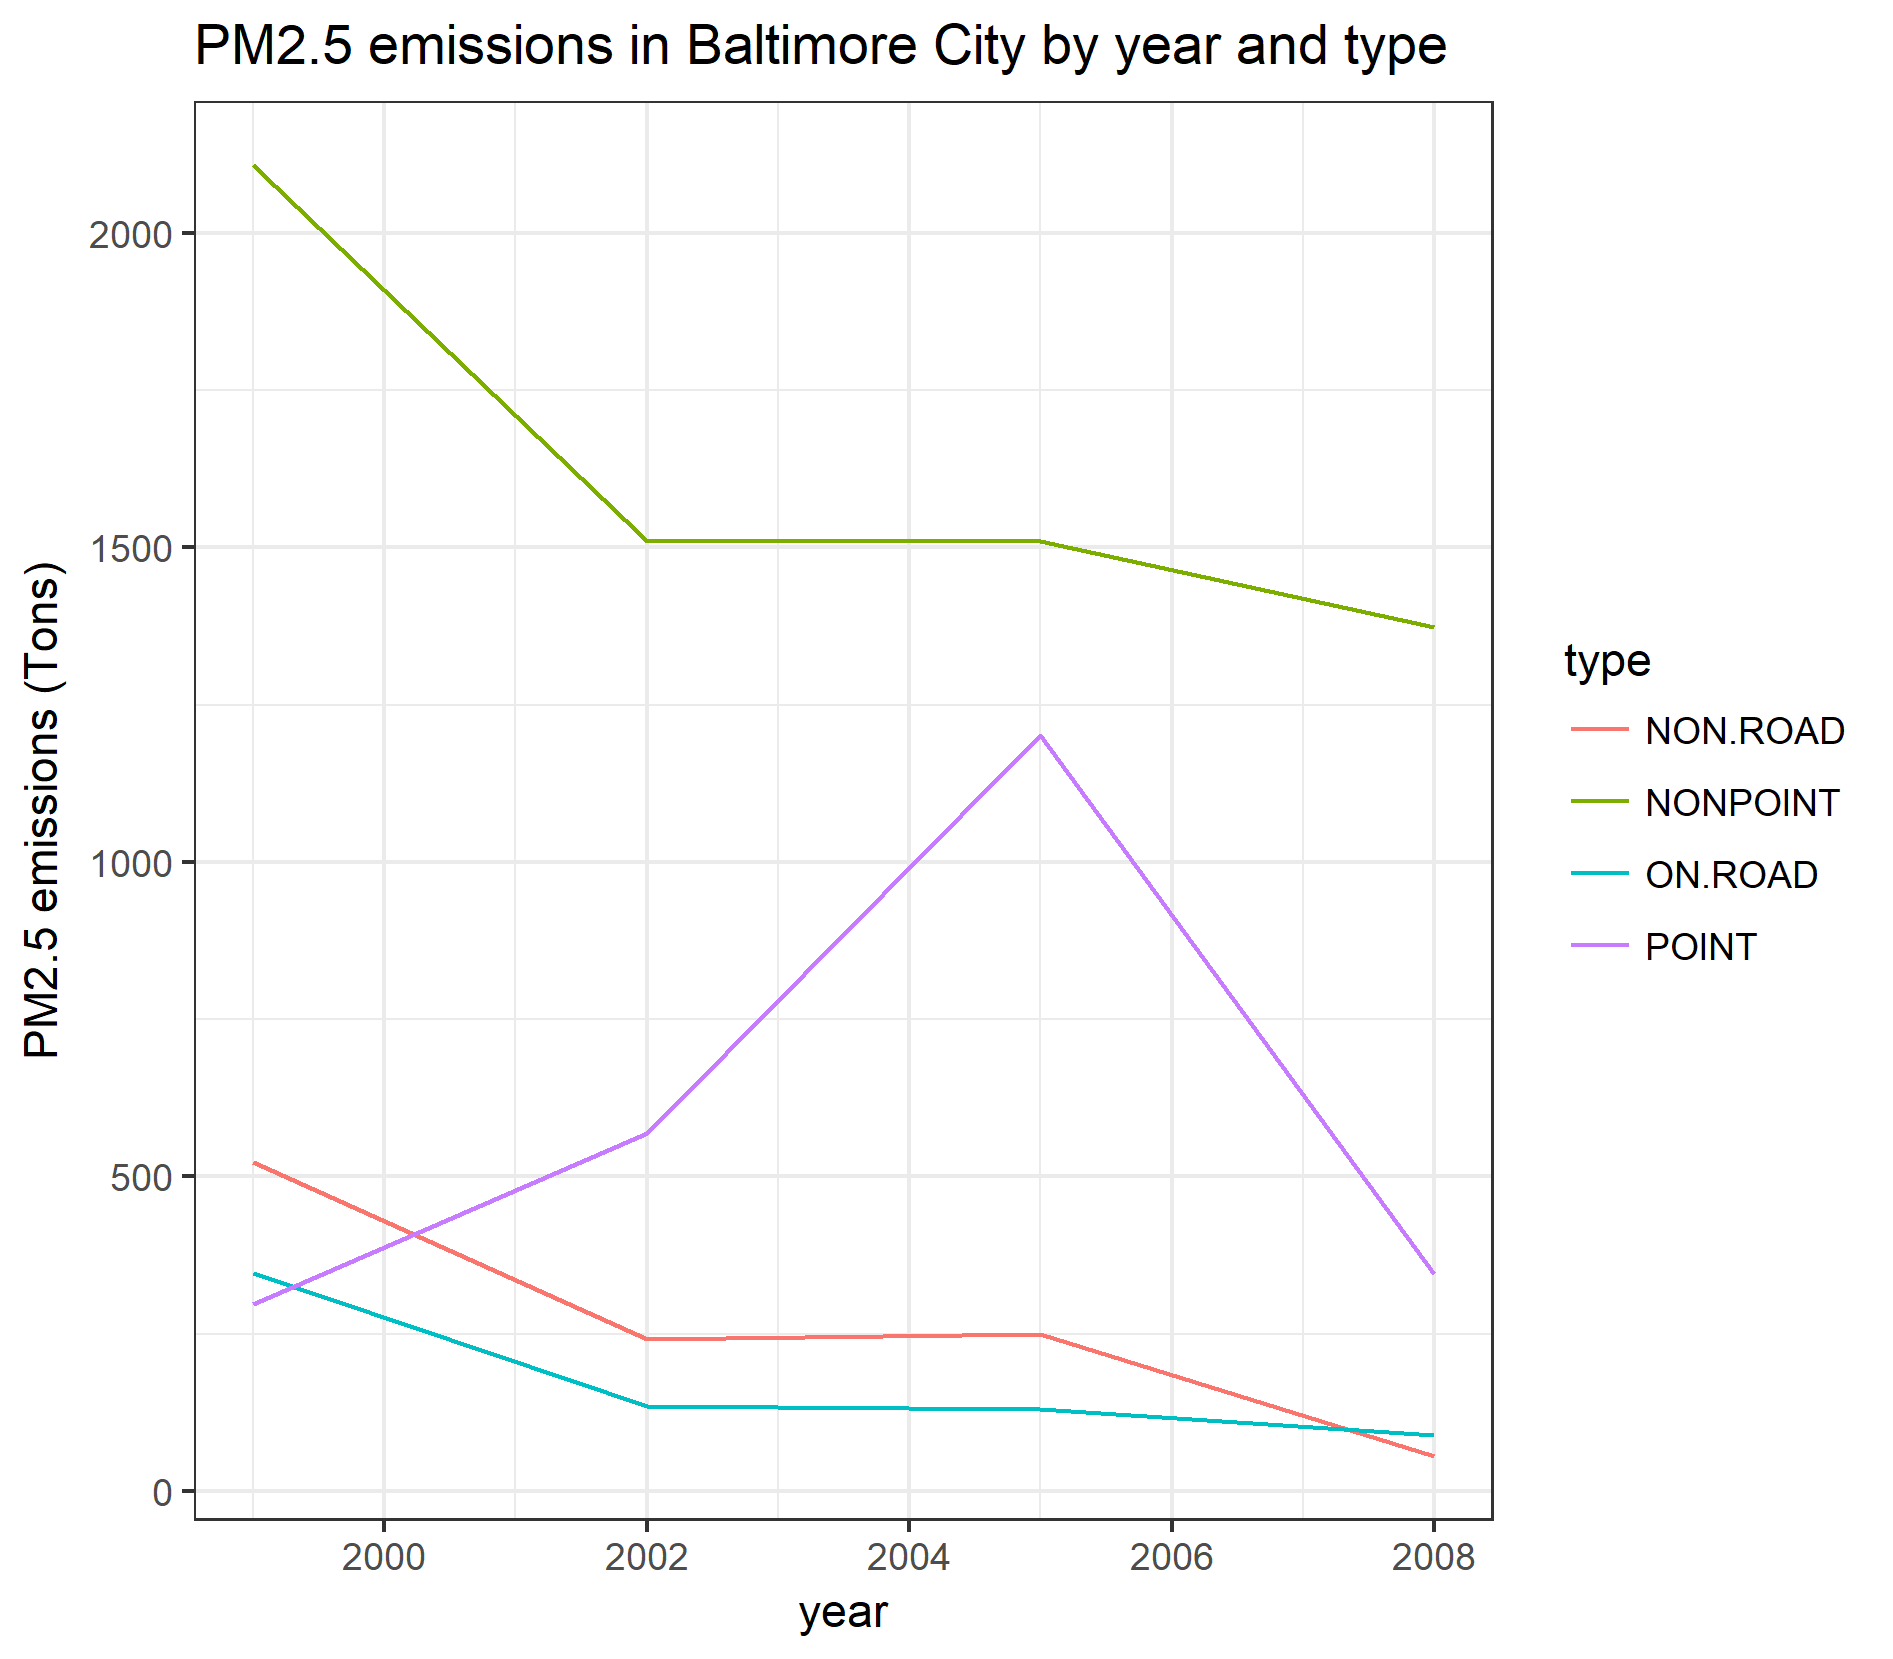 PM2.5 emissions in Baltimore City by year and type
PM2.5 emissions (Tons)
2000
1500
1000
500
0
2000 2002 2004 2006 2008
year
type
NON.ROAD
NONPOINT
ON.ROAD
POINT